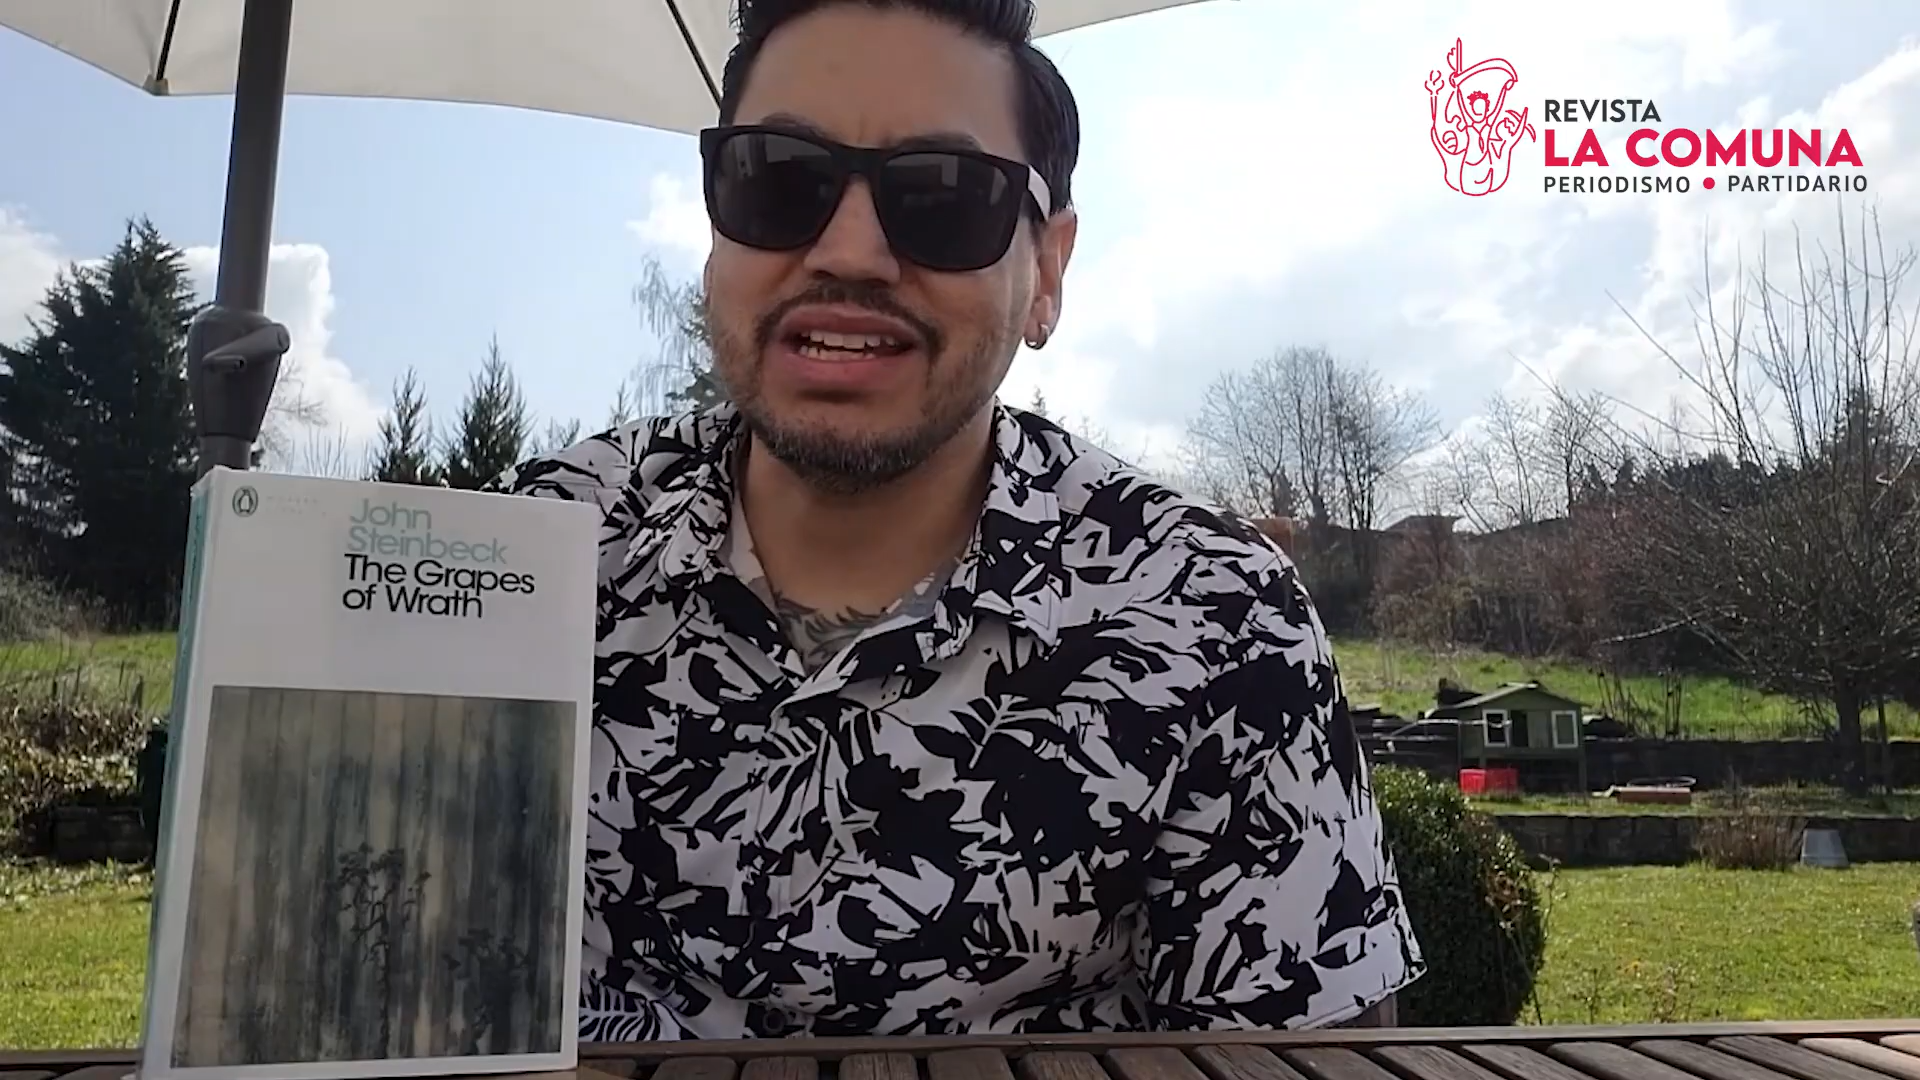 REVISTA
LA COMUNA
PERIODISMO • PARTIDARIO
John
Steinbeck
The Grapes
of Wrath